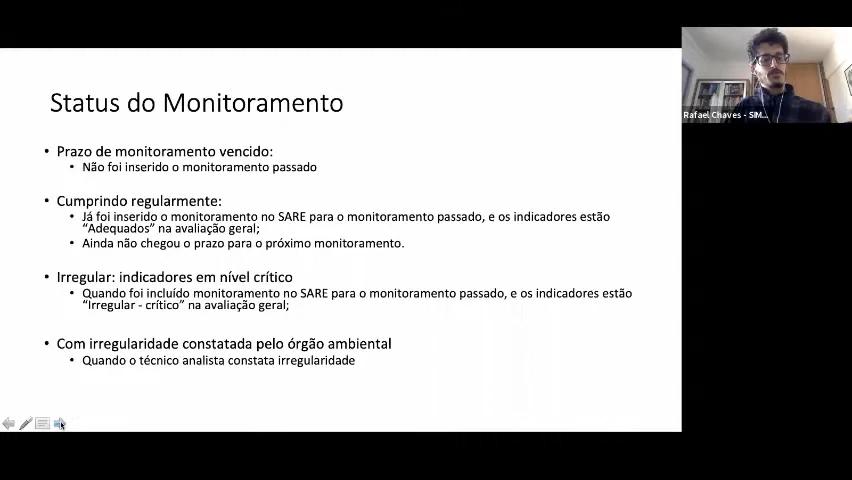 Status do Monitoramento
• Prazo de monitoramento vencido:
• Não foi inserido o monitoramento passado
• Cumprindo regularmente:
• Já foi inserido o monitoramento no SARE para o monitoramento passado, e os indicadores estão
“Adequados” na avaliação geral;
• Ainda não chegou o prazo para o próximo monitoramento.
• Irregular: indicadores em nível crítico
• Quando foi incluído monitoramento no SARE para o monitoramento passado, e os indicadores estão
“Irregular - crítico” na avaliação geral;
• Com irregularidade constatada pelo órgão ambiental
• Quando o técnico analista constata irregularidade
Rafael Chaves - SIM...